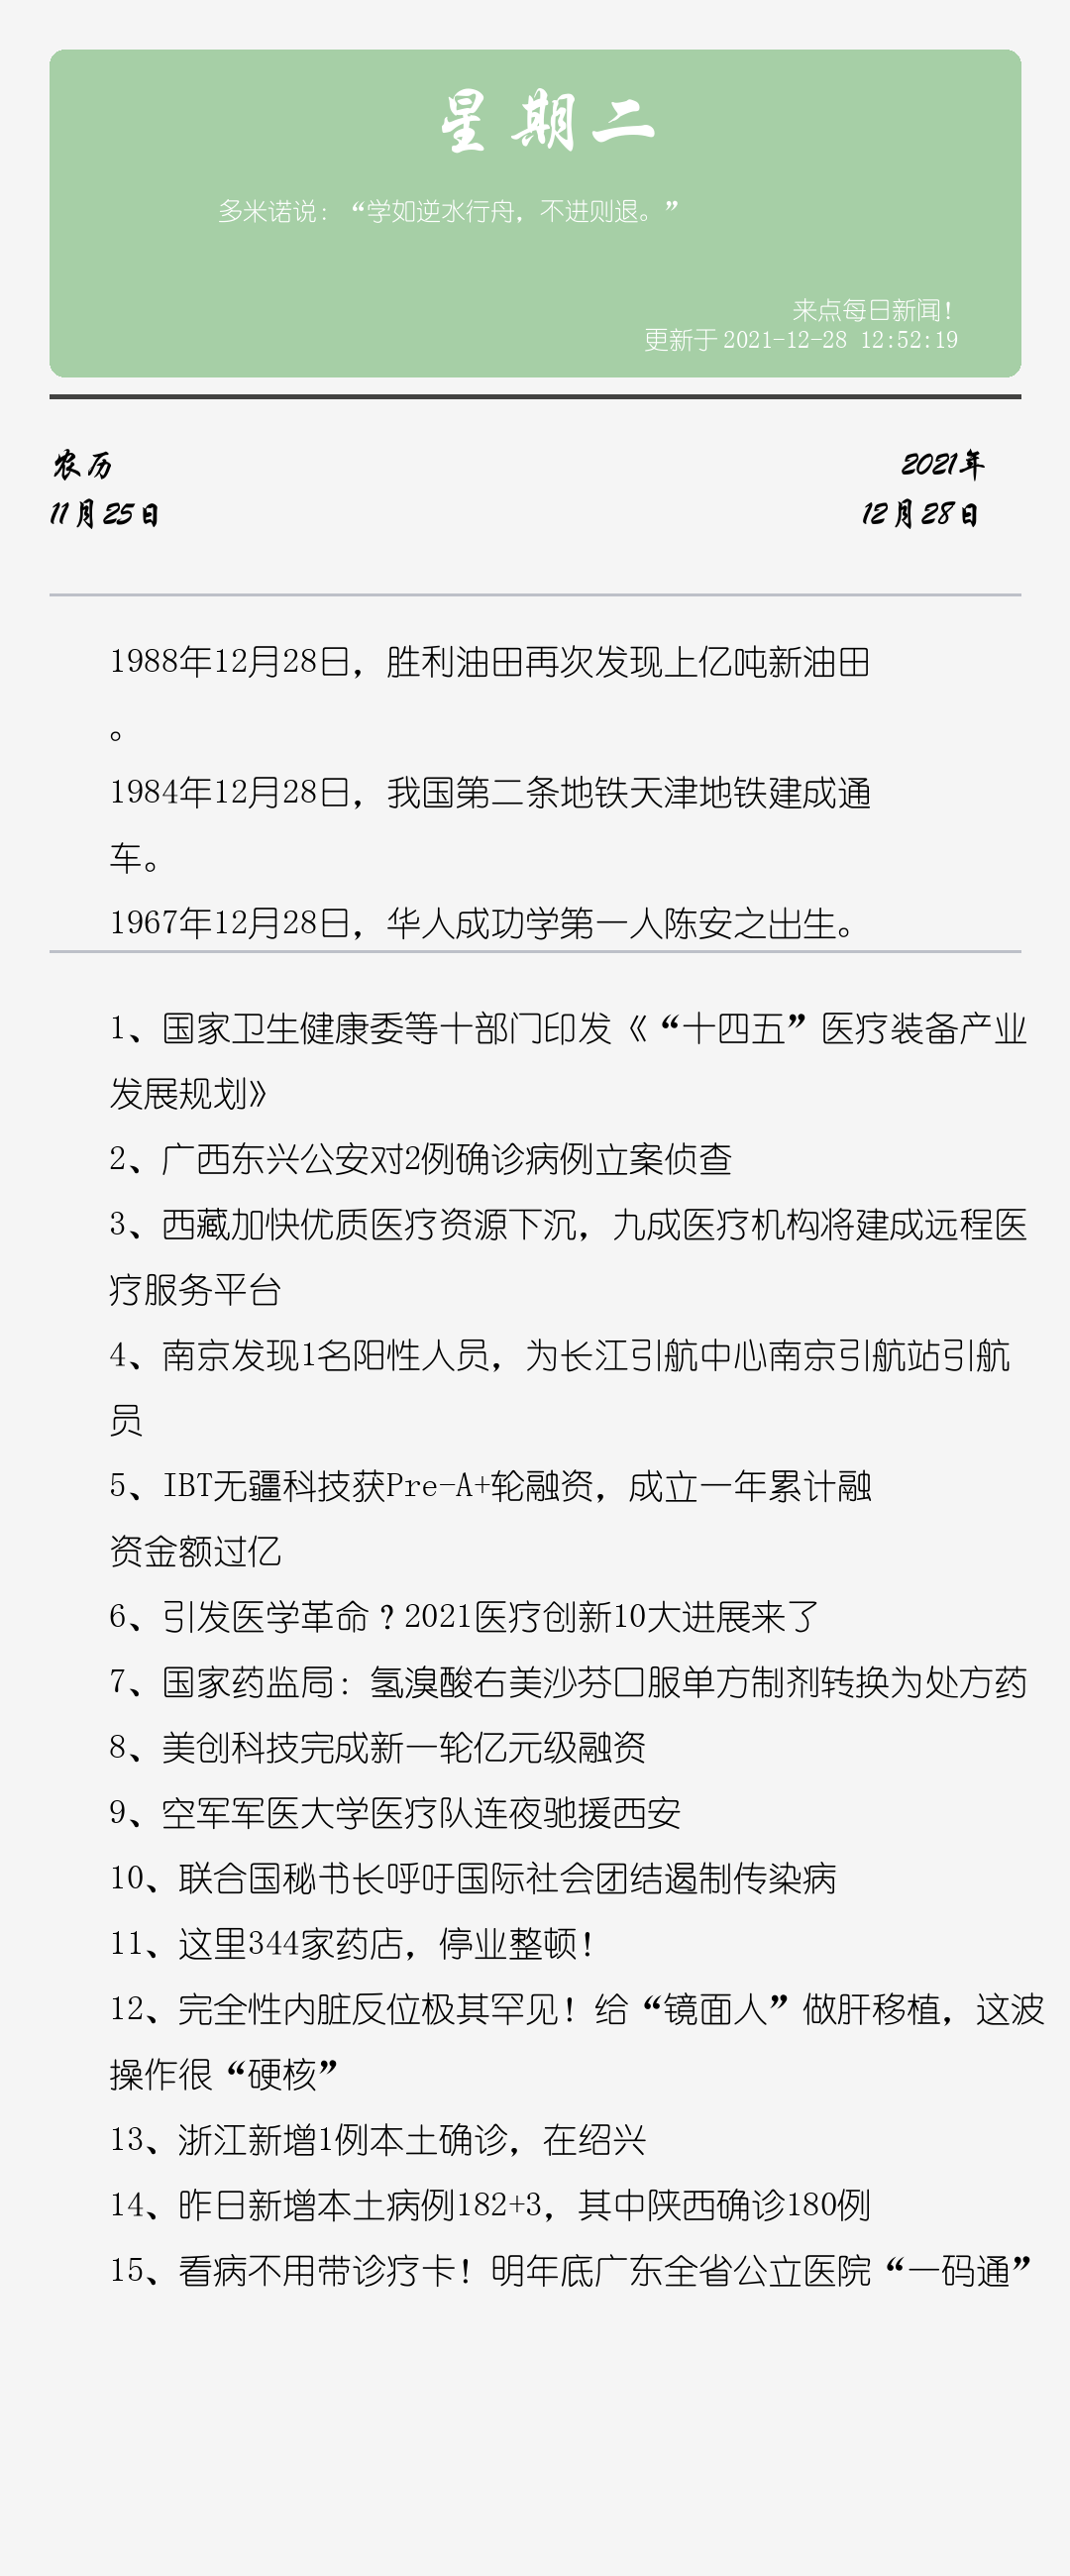 星期二
多米诺说：“学如逆水行舟，不进则退。”
来点每日新闻！
更新于 2021-12-28 12:52:19
农历
2021年
11月25日
12月28日
1988年12月28日，胜利油田再次发现上亿吨新油田
。
1984年12月28日，我国第二条地铁天津地铁建成通
车。
1967年12月28日，华人成功学第一人陈安之出生。
1、国家卫生健康委等十部门印发《“十四五”医疗装备产业
发展规划》
2、广西东兴公安对2例确诊病例立案侦查
3、西藏加快优质医疗资源下沉，九成医疗机构将建成远程医
疗服务平台
4、南京发现1名阳性人员，为长江引航中心南京引航站引航
员
5、IBT无疆科技获Pre-A+轮融资，成立一年累计融
资金额过亿
6、引发医学革命？2021医疗创新10大进展来了
7、国家药监局：氢溴酸右美沙芬口服单方制剂转换为处方药
8、美创科技完成新一轮亿元级融资
9、空军军医大学医疗队连夜驰援西安
10、联合国秘书长呼吁国际社会团结遏制传染病
11、这里344家药店，停业整顿！
12、完全性内脏反位极其罕见！给“镜面人”做肝移植，这波
操作很“硬核”
13、浙江新增1例本土确诊，在绍兴
14、昨日新增本土病例182+3，其中陕西确诊180例
15、看病不用带诊疗卡！明年底广东全省公立医院“一码通”